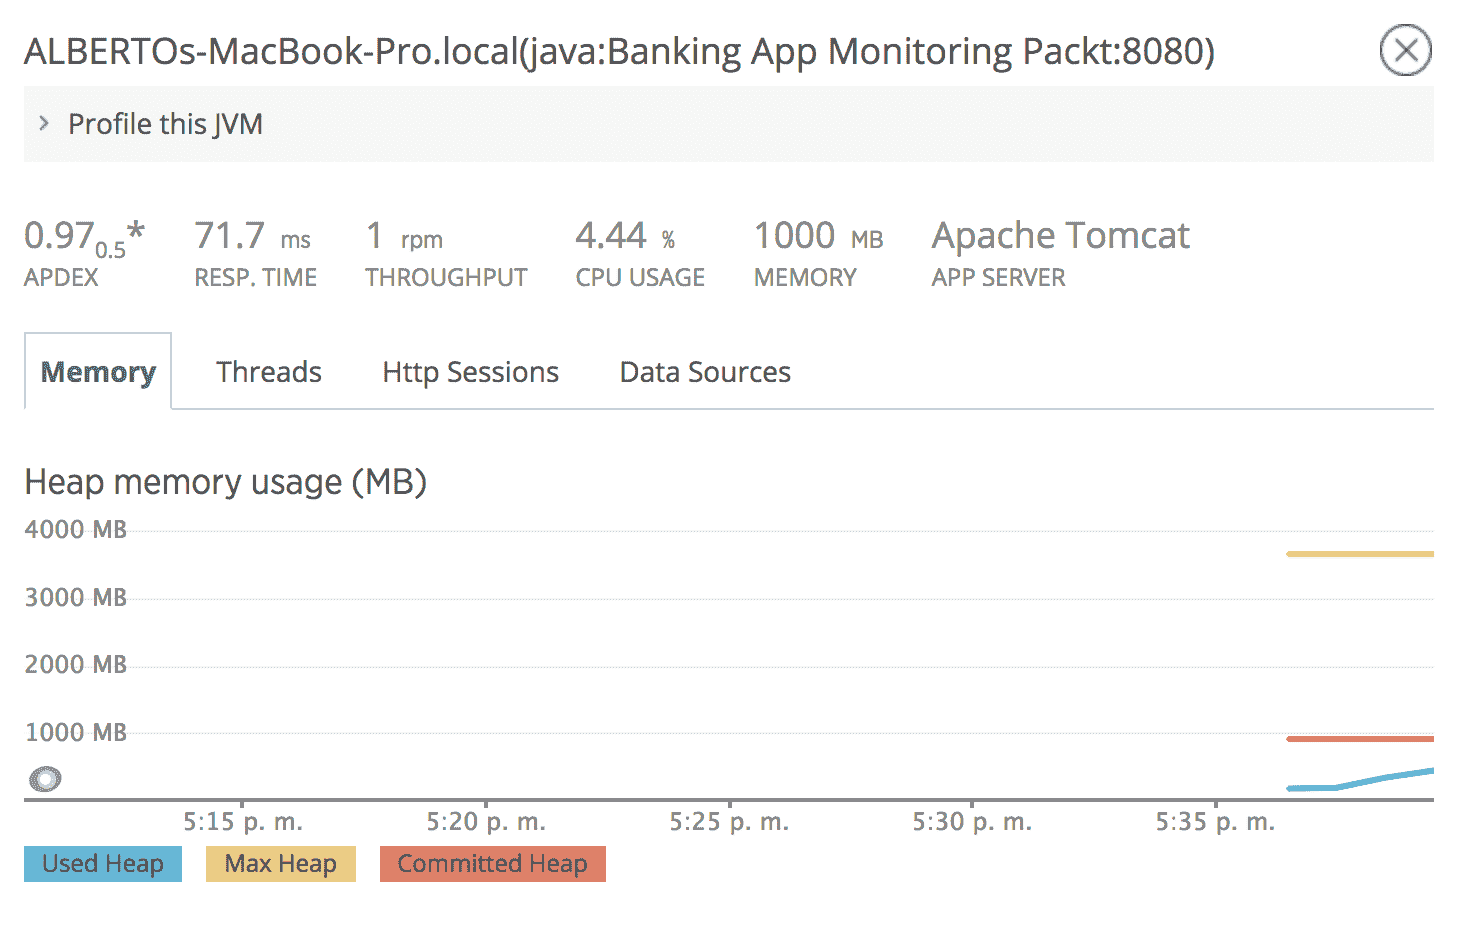 ALBERTOs-MacBook-Pro.local(java:Banking App Monitoring Packt:8080)
Profile this JVM
0.97 0.5* 71.7 ms 1 rpm 4.44 % 1000 MB Apache Tomcat
APDEX RESP. TIME THROUGHPUT CPU USAGE MEMORY APP SERVER
Memory Threads Http Sessions Data Sources
Heap memory usage (MB)
4000 MB
3000 MB
2000 MB
1000 MB
5:15 p. m. 5:20 p. m. 5:25 p. m. 5:30 p. m. 5:35 p. m.
Used Heap Max Heap Committed Heap